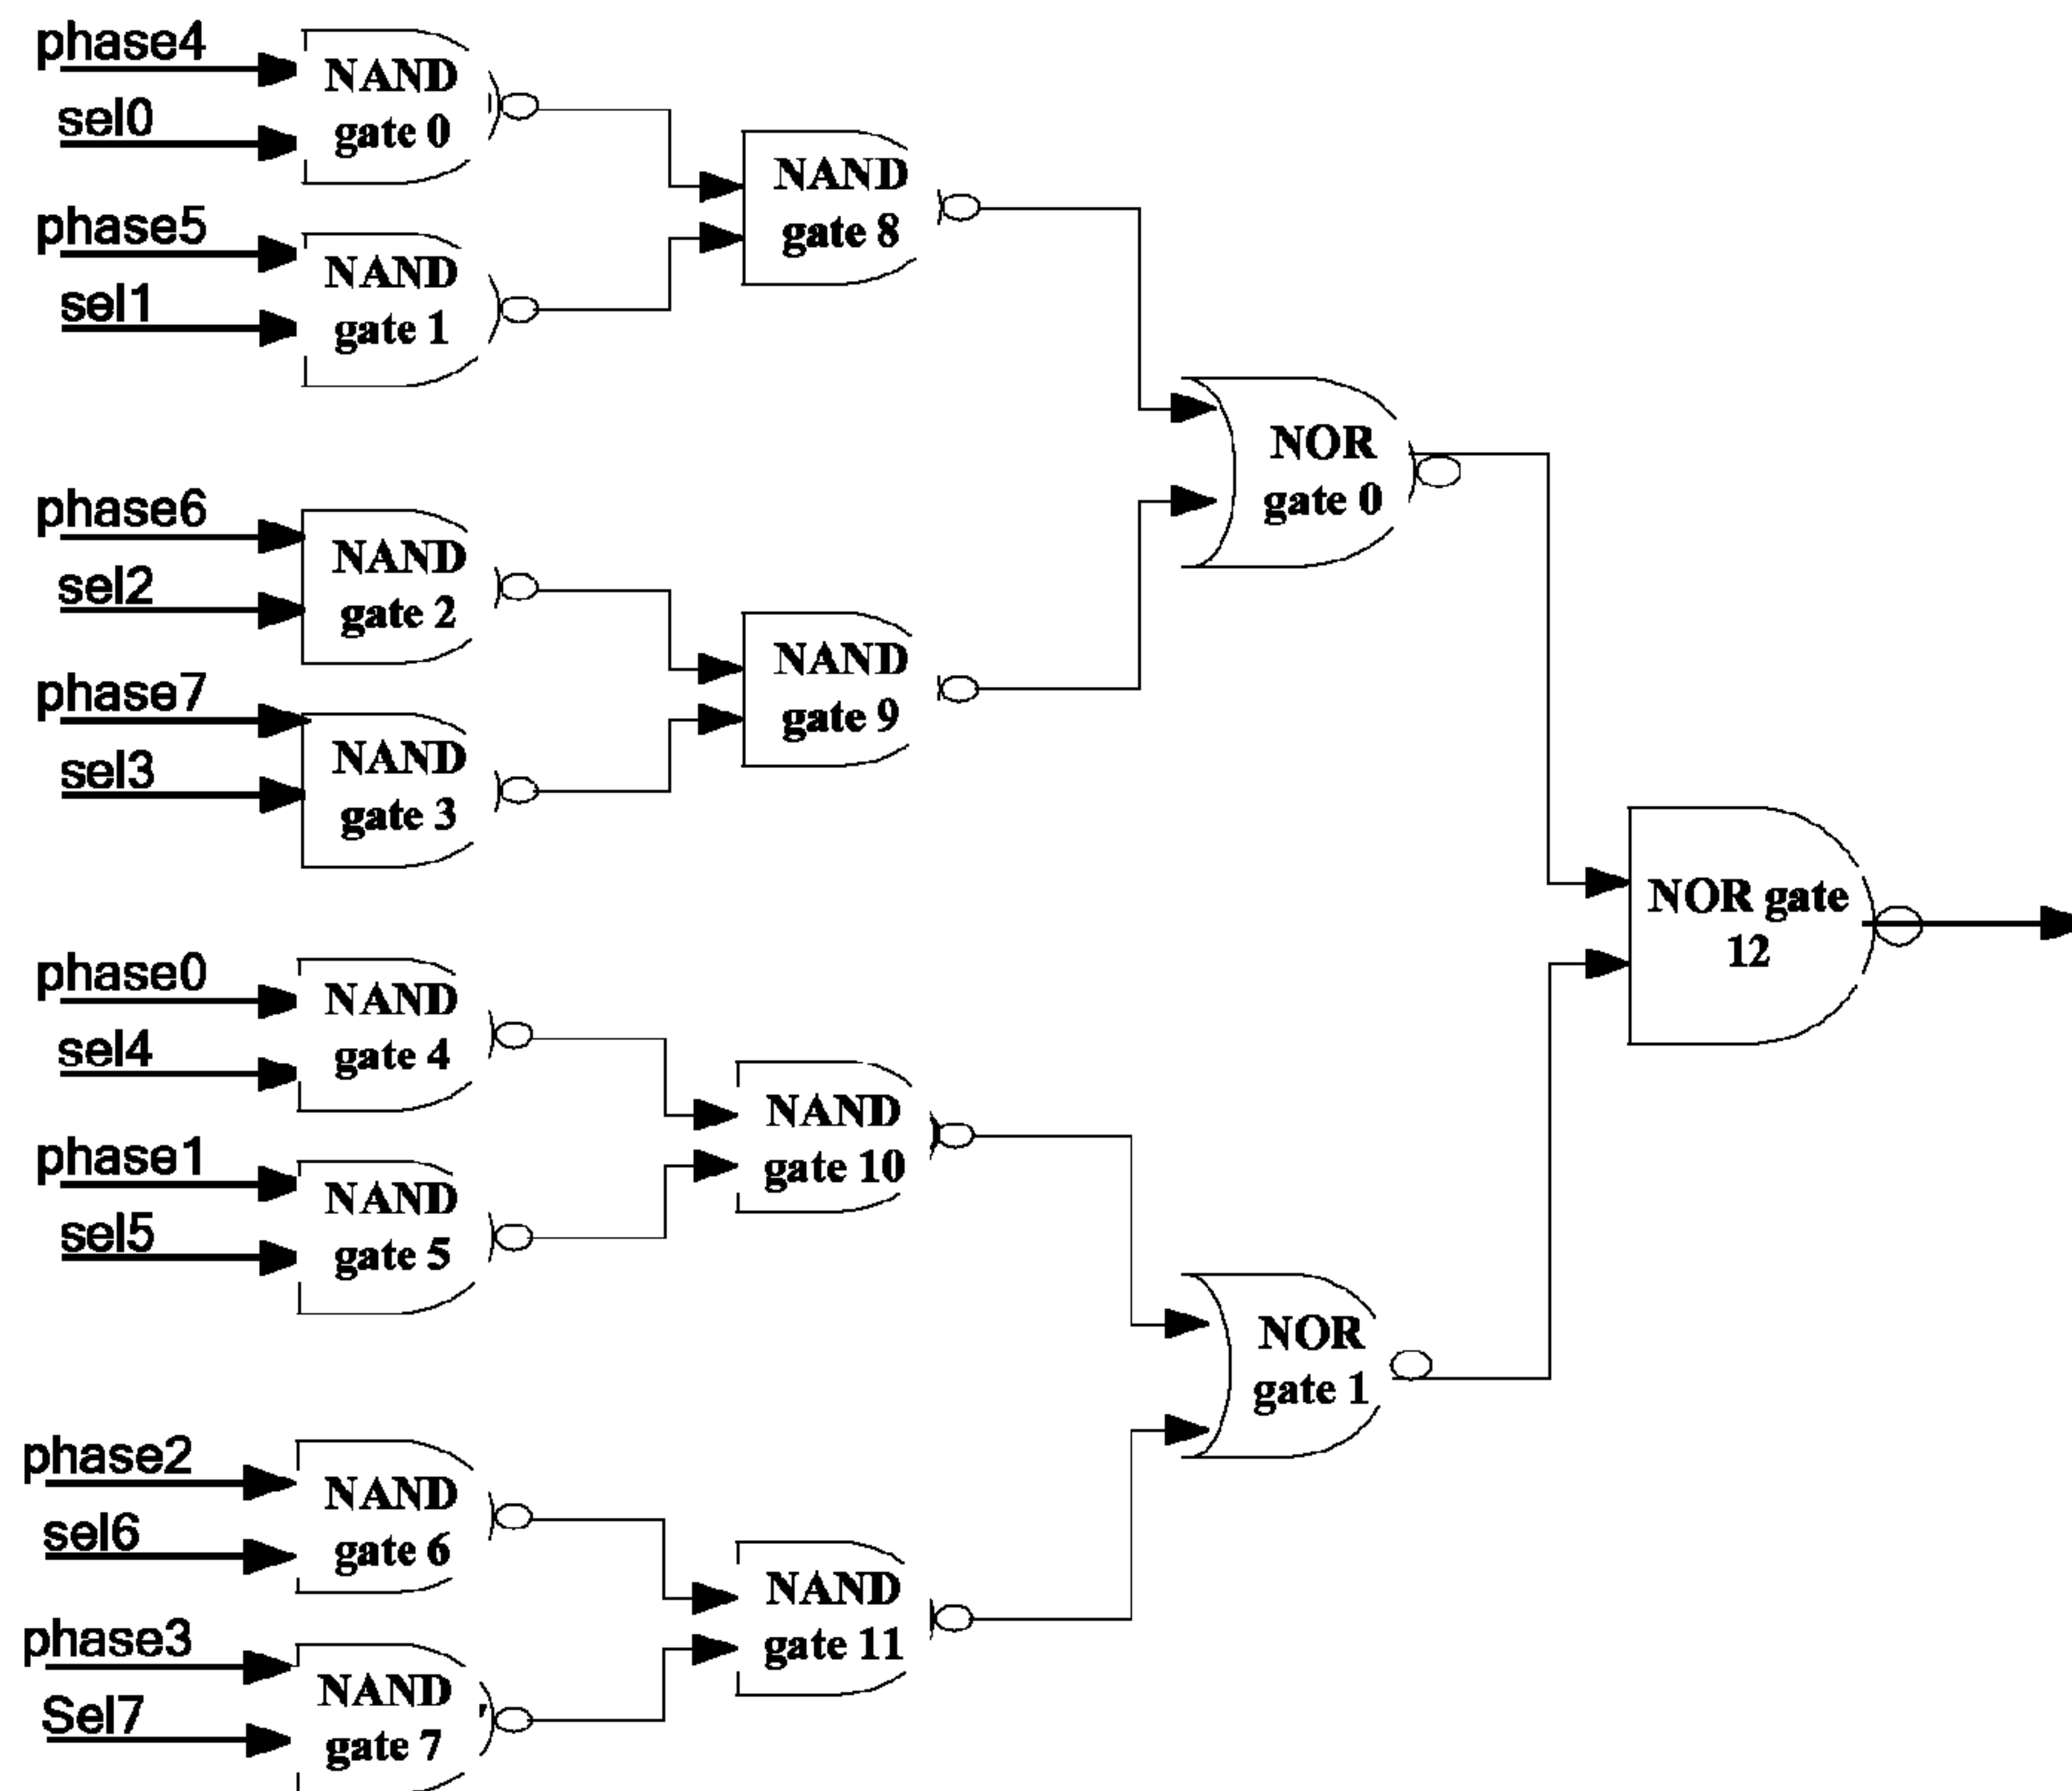 phase4
sel0
NAND
gate 0
phase5
sel1
NAND
gate 1
NAND
gate 8
phase6
sel2
NAND
gate 2
phase7
sel3
NAND
gate 3
NAND
gate 9
NOR
gate 0
phase0
sel4
NAND
gate 4
phase1
sel5
NAND
gate 5
NAND
gate 10
phase2
sel6
NAND
gate 6
phase3
Sel7
NAND
gate 7
NAND
gate 11
NOR
gate 1
NOR gate
12